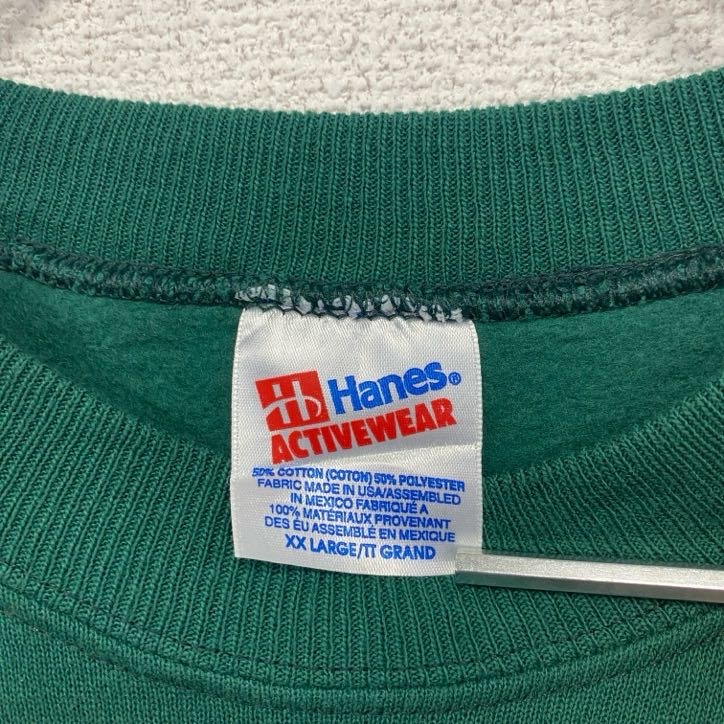 Hanes®
ACTIVEWEAR
50% COTTON (COTON) 50% POLYESTER
FABRIC MADE IN USA/ASSEMBLED
IN MEXICO FABRIQUÉ A
100% MATÉRIAUX PROVENANT
DES ÉU ASSEMBLÉ EN MEXIQUE
XX LARGE/TT GRAND